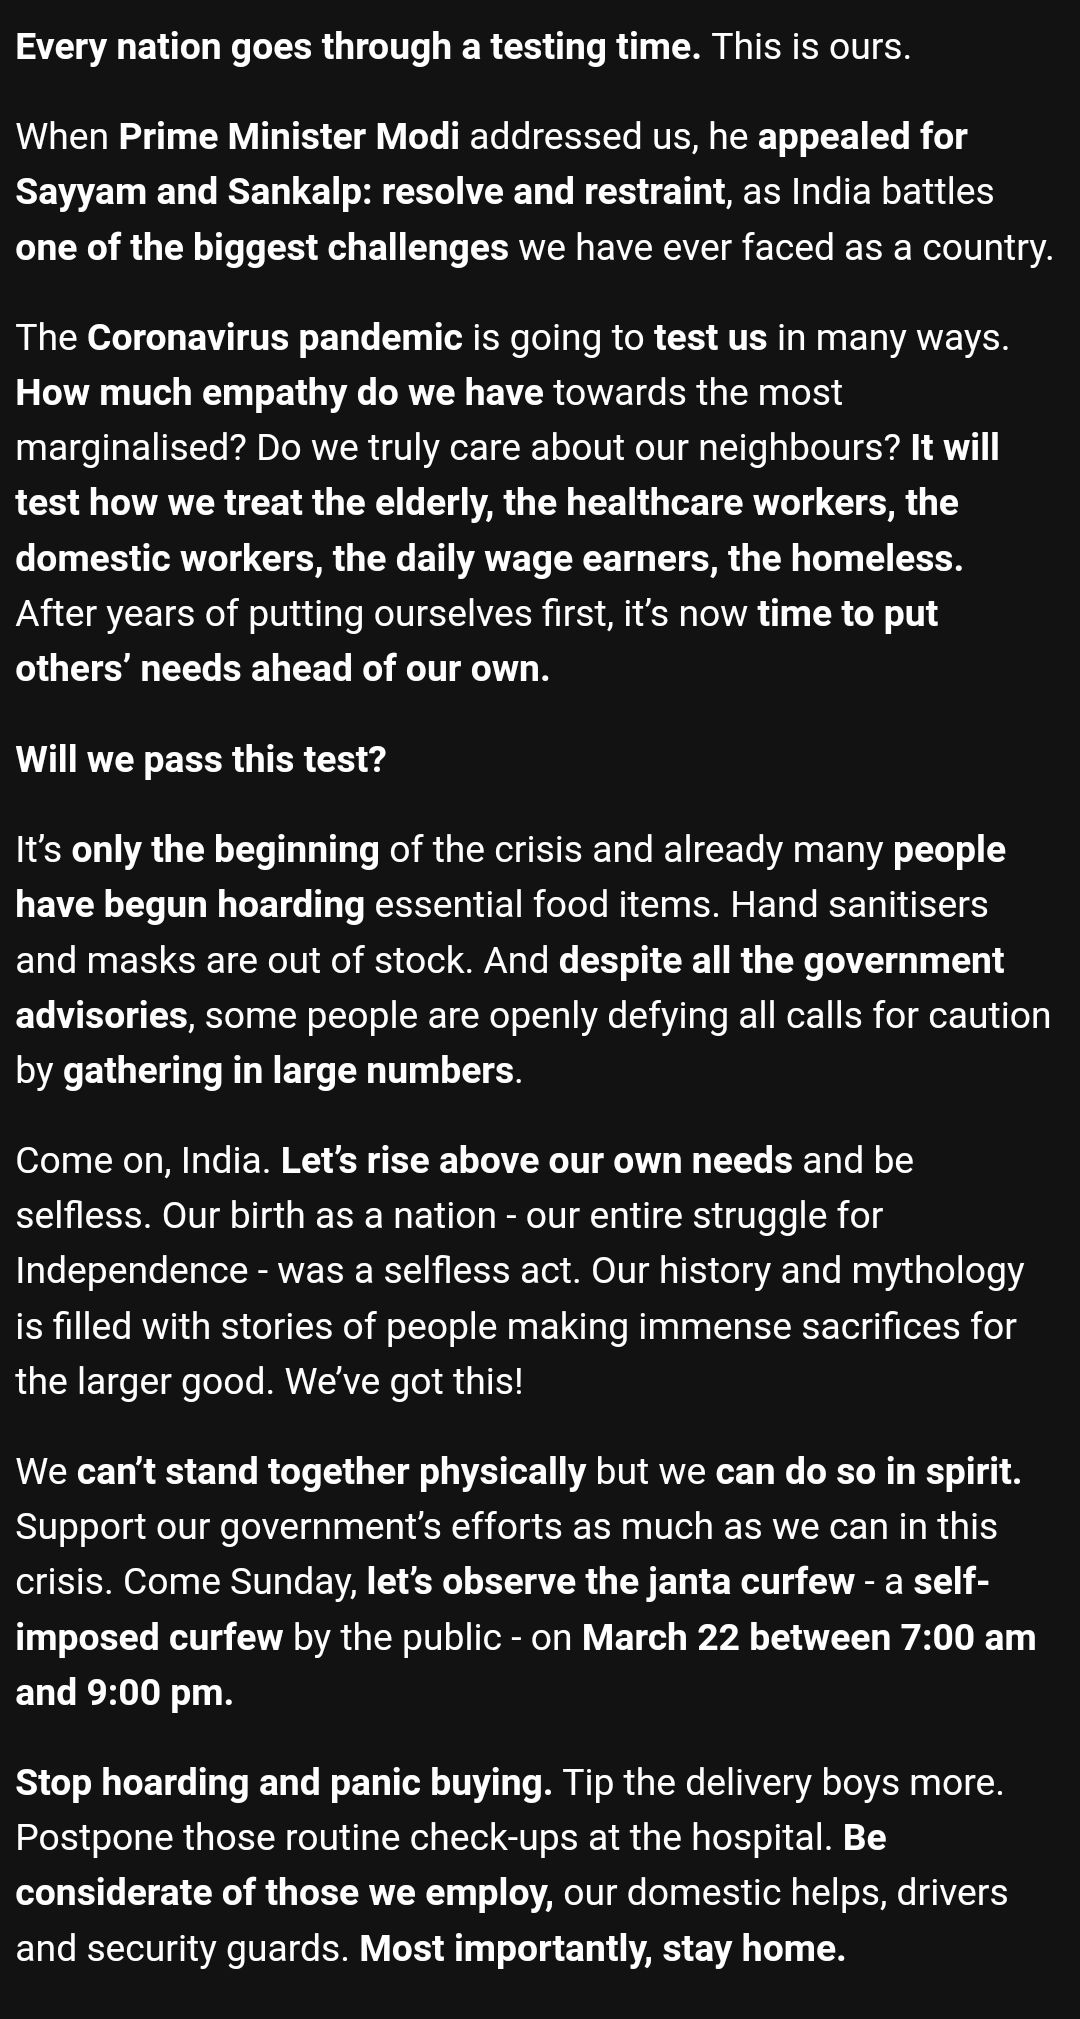 Every nation goes through a testing time. This is ours.
When Prime Minister Modi addressed us, he appealed for
Sayyam and Sankalp: resolve and restraint, as India battles
one of the biggest challenges we have ever faced as a country.
The Coronavirus pandemic is going to test us in many ways.
How much empathy do we have towards the most
marginalised? Do we truly care about our neighbours? It will
test how we treat the elderly, the healthcare workers, the
domestic workers, the daily wage earners, the homeless.
After years of putting ourselves first, it’s now time to put
others’ needs ahead of our own.
Will we pass this test?
It’s only the beginning of the crisis and already many people
have begun hoarding essential food items. Hand sanitisers
and masks are out of stock. And despite all the government
advisories, some people are openly defying all calls for caution
by gathering in large numbers.
Come on, India. Let’s rise above our own needs and be
selfless. Our birth as a nation - our entire struggle for
Independence - was a selfless act. Our history and mythology
is filled with stories of people making immense sacrifices for
the larger good. We’ve got this!
We can’t stand together physically but we can do so in spirit.
Support our government’s efforts as much as we can in this
crisis. Come Sunday, let’s observe the janta curfew - a self-
imposed curfew by the public - on March 22 between 7:00 am
and 9:00 pm.
Stop hoarding and panic buying. Tip the delivery boys more.
Postpone those routine check-ups at the hospital. Be
considerate of those we employ, our domestic helps, drivers
and security guards. Most importantly, stay home.